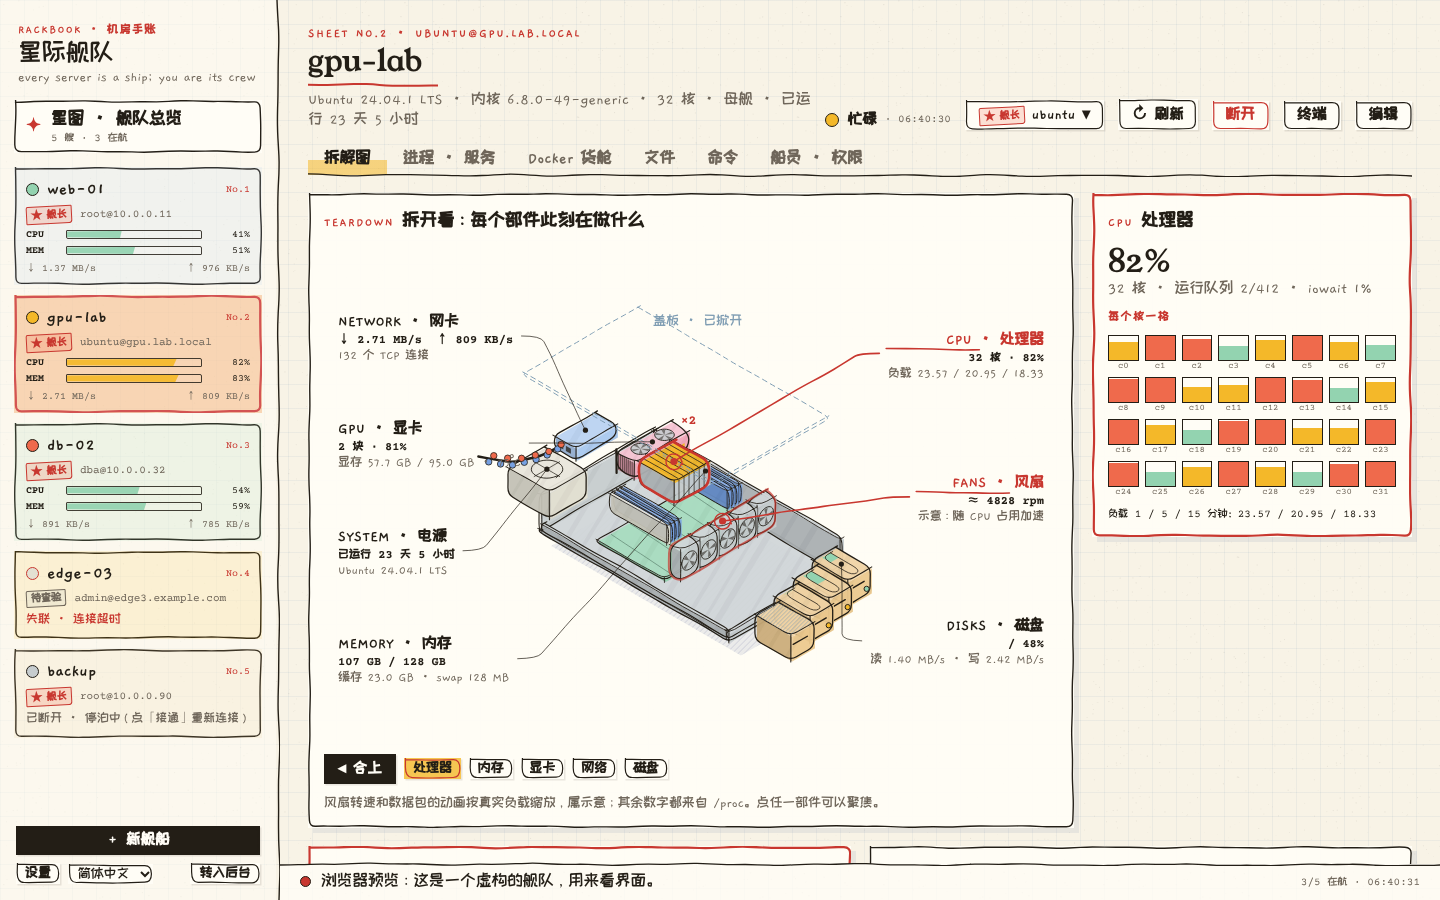 RACKBOOK · 机房手账
星际舰队
every server is a ship; you are its crew
星图 · 舰队总览
5 艘 · 3 在航
web-01 No.1
★ 舰长 root@10.0.0.11
CPU 41%
MEM 51%
↓ 1.37 MB/s ↑ 976 KB/s
gpu-lab No.2
★ 舰长 ubuntu@gpu.lab.local
CPU 82%
MEM 83%
↓ 2.71 MB/s ↑ 809 KB/s
db-02 No.3
★ 舰长 dba@10.0.0.32
CPU 54%
MEM 59%
↓ 891 KB/s ↑ 785 KB/s
edge-03 No.4
待查验 admin@edge3.example.com
失联 · 连接超时
backup No.5
★ 舰长 root@10.0.0.90
已断开 · 停泊中(点「接通」重新连接)
+ 新舰船
设置 简体中文 转入后台
SHEET NO.2 · UBUNTU@GPU.LAB.LOCAL
gpu-lab
Ubuntu 24.04.1 LTS · 内核 6.8.0-49-generic · 32 核 · 母舰 · 已运
行 23 天 5 小时
忙碌 · 06:40:30
★ 舰长 ubuntu ▼
↻ 刷新
断开
终端
编辑
拆解图 进程 · 服务 Docker 货舱 文件 命令 船员 · 权限
TEARDOWN 拆开看:每个部件此刻在做什么
盖板 · 已掀开
NETWORK · 网卡
↓ 2.71 MB/s ↑ 809 KB/s
132 个 TCP 连接
GPU · 显卡
2 块 · 81%
显存 57.7 GB / 95.0 GB
×2
SYSTEM · 电源
已运行 23 天 5 小时
Ubuntu 24.04.1 LTS
MEMORY · 内存
107 GB / 128 GB
缓存 23.0 GB · swap 128 MB
CPU · 处理器
32 核 · 82%
负载 23.57 / 20.95 / 18.33
FANS · 风扇
≈ 4828 rpm
示意:随 CPU 占用加速
DISKS · 磁盘
/ 48%
读 1.40 MB/s · 写 2.42 MB/s
◀ 合上 处理器 内存 显卡 网络 磁盘
风扇转速和数据包的动画按真实负载缩放,属示意;其余数字都来自 /proc。点任一部件可以聚焦。
CPU 处理器
82%
32 核 · 运行队列 2/412 · iowait 1%
每个核一格
c0 c1 c2 c3 c4 c5 c6 c7
c8 c9 c10 c11 c12 c13 c14 c15
c16 c17 c18 c19 c20 c21 c22 c23
c24 c25 c26 c27 c28 c29 c30 c31
负载 1 / 5 / 15 分钟: 23.57 / 20.95 / 18.33
浏览器预览:这是一个虚构的舰队,用来看界面。
3/5 在航 · 06:40:31